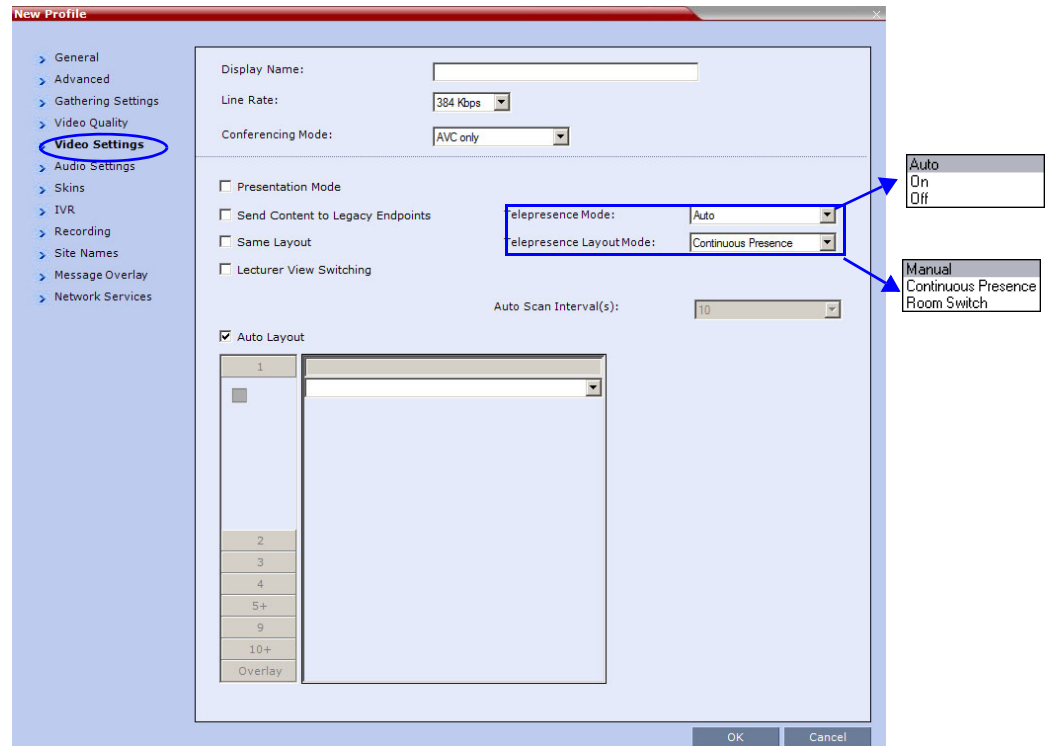 New Profile
General
Advanced
Gathering Settings
Video Quality
Video Settings
Audio Settings
Skins
IVR
Recording
Site Names
Message Overlay
Network Services
Display Name:
Line Rate:
384 Kbps
Conferencing Mode:
AVC only
Presentation Mode
Send Content to Legacy Endpoints
Telepresence Mode:
Auto
Same Layout
Telepresence Layout Mode:
Continuous Presence
Lecturer View Switching
Auto Scan Interval(s):
10
Auto Layout
1
2
3
4
5+
9
10+
Overlay
OK
Cancel
Auto
On
Off
Manual
Continuous Presence
Room Switch